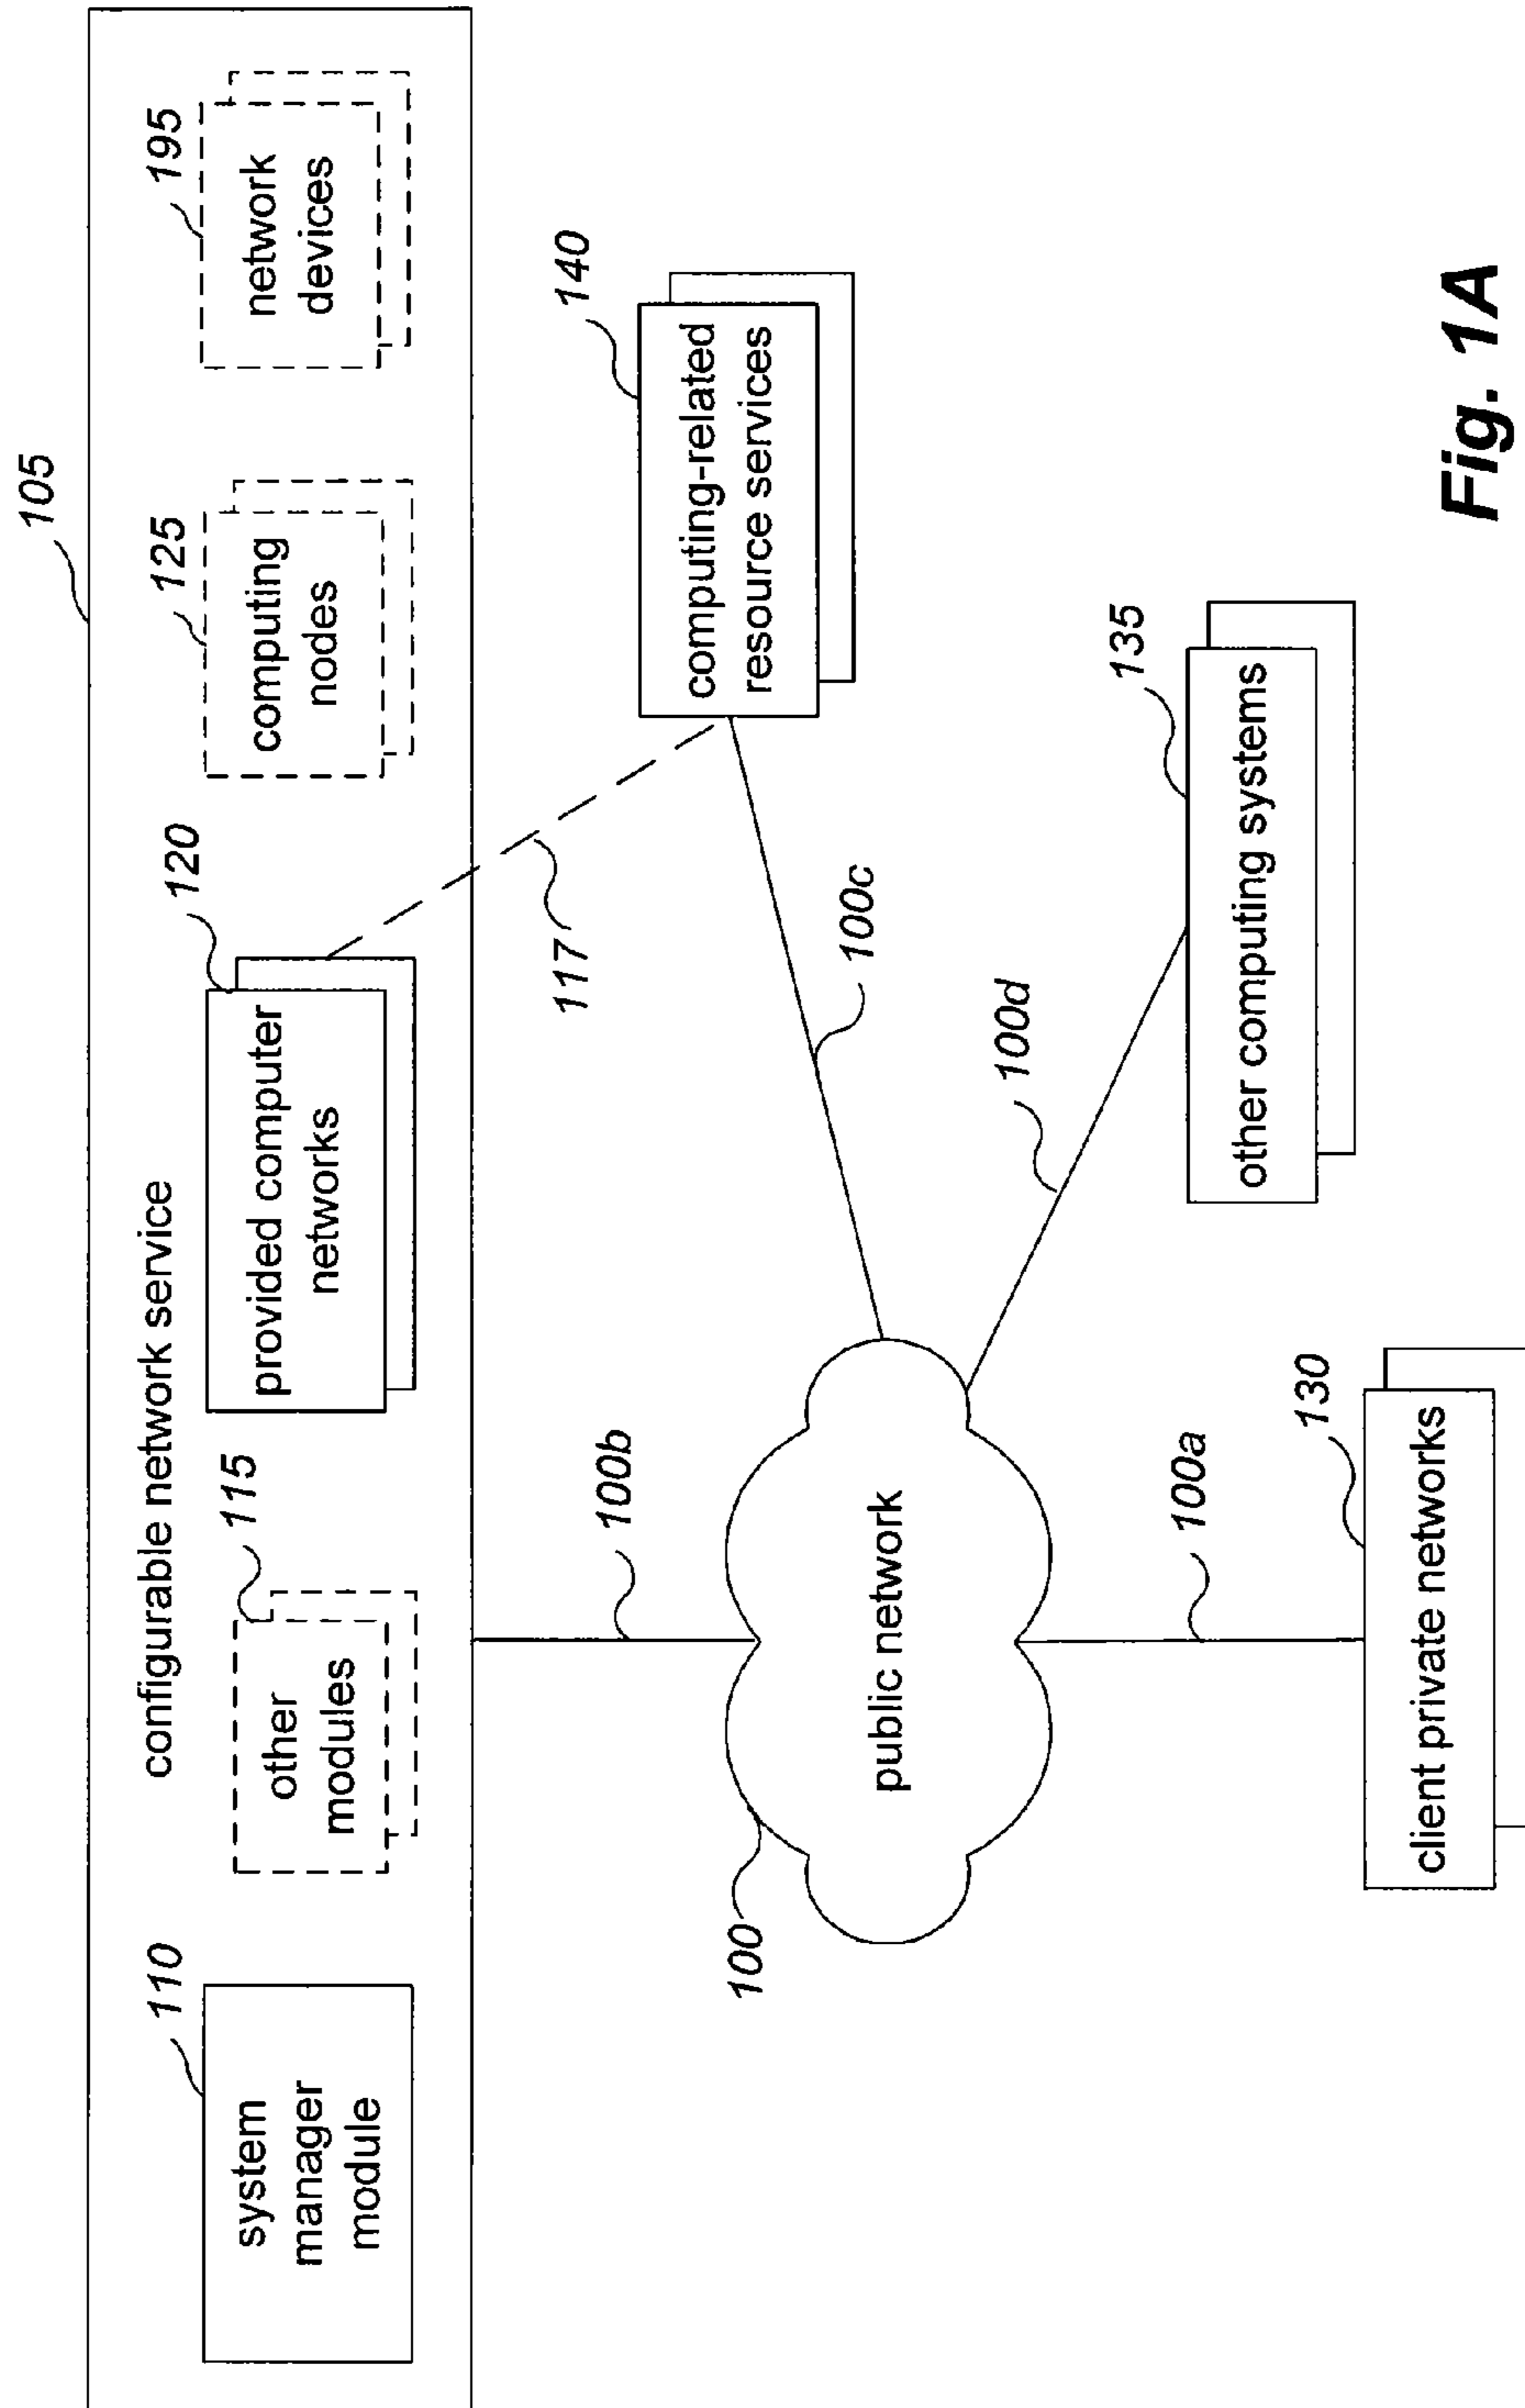 105
configurable network service
110
system
manager
module
115
other
modules
120
provided computer
networks
125
computing
nodes
195
network
devices
117
100b
100
public network
100c
140
computing-related
resource services
100d
135
other computing systems
100a
130
client private networks
Fig. 1A